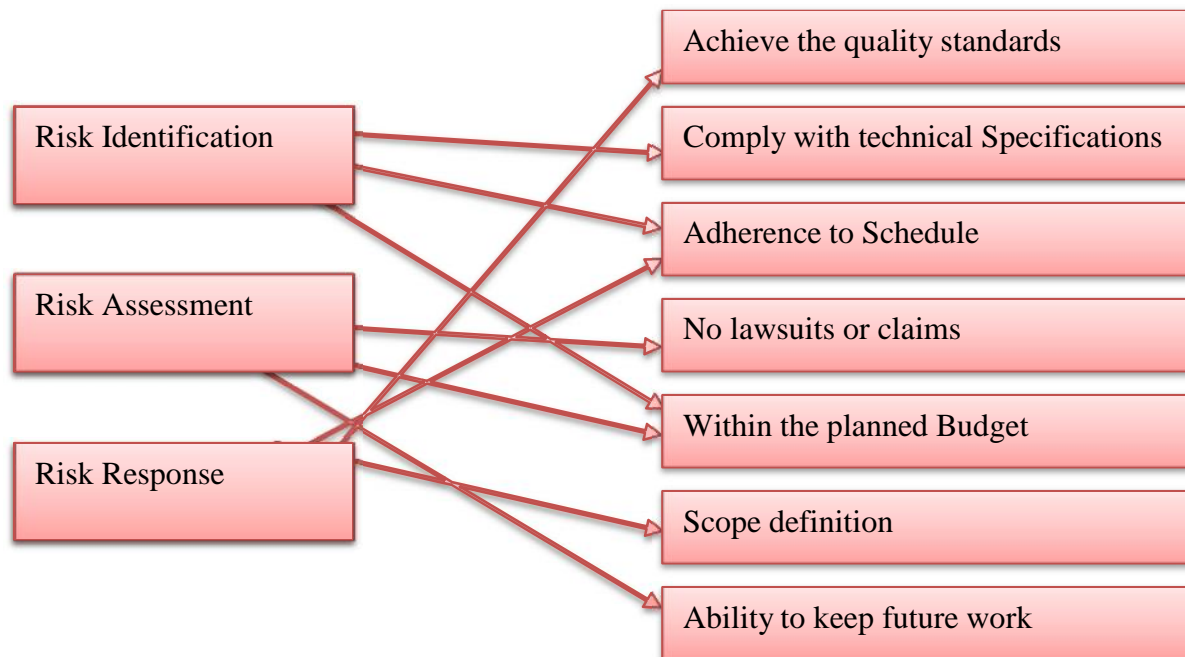 Risk Identification
Risk Assessment
Risk Response
Achieve the quality standards
Comply with technical Specifications
Adherence to Schedule
No lawsuits or claims
Within the planned Budget
Scope definition
Ability to keep future work